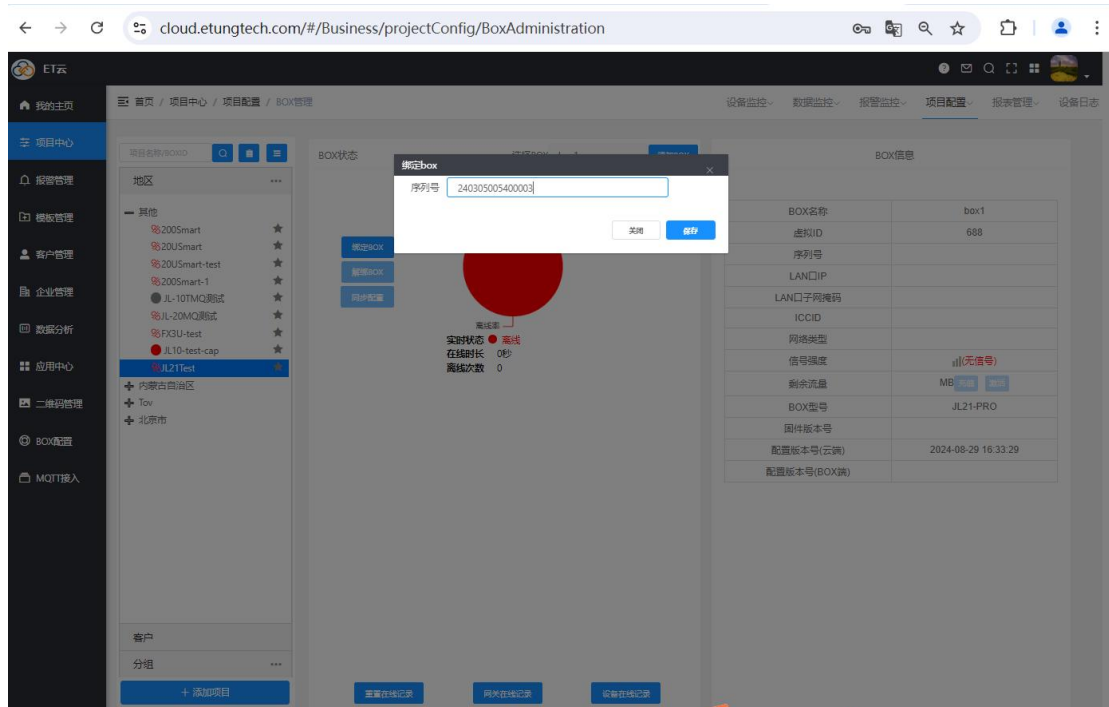 cloud.etungtech.com/#/Business/projectConfig/BoxAdministration
ET云
我的主页
项目中心
报警管理
模板管理
客户管理
企业管理
数据分析
应用中心
二维码管理
BOX配置
MQTT接入
首页 / 项目中心 / 项目配置 / BOX管理
设备监控 数据监控 报警监控 项目配置 报表管理 设备日志
项目名称/BOXID
地区
其他
200Smart
20USmart
20USmart-test
200Smart-1
JL-10TMQ测试
JL-20MQ测试
FX3U-test
JL10-test-cap
JL21Test
内蒙古自治区
Tov
北京市
客户
分组
+ 添加项目
BOX状态
绑定box
序列号 240305005400003
关闭 保存
绑定BOX
解绑BOX
同步配置
离线率
实时状态 离线
在线时长 0秒
离线次数 0
重置在线记录 网关在线记录 设备在线记录
BOX信息
BOX名称 box1
虚拟ID 688
序列号
LAN口IP
LAN口子网掩码
ICCID
网络类型
信号强度 (无信号)
剩余流量 MB
BOX型号 JL21-PRO
固件版本号
配置版本号(云端) 2024-08-29 16:33:29
配置版本号(BOX端)